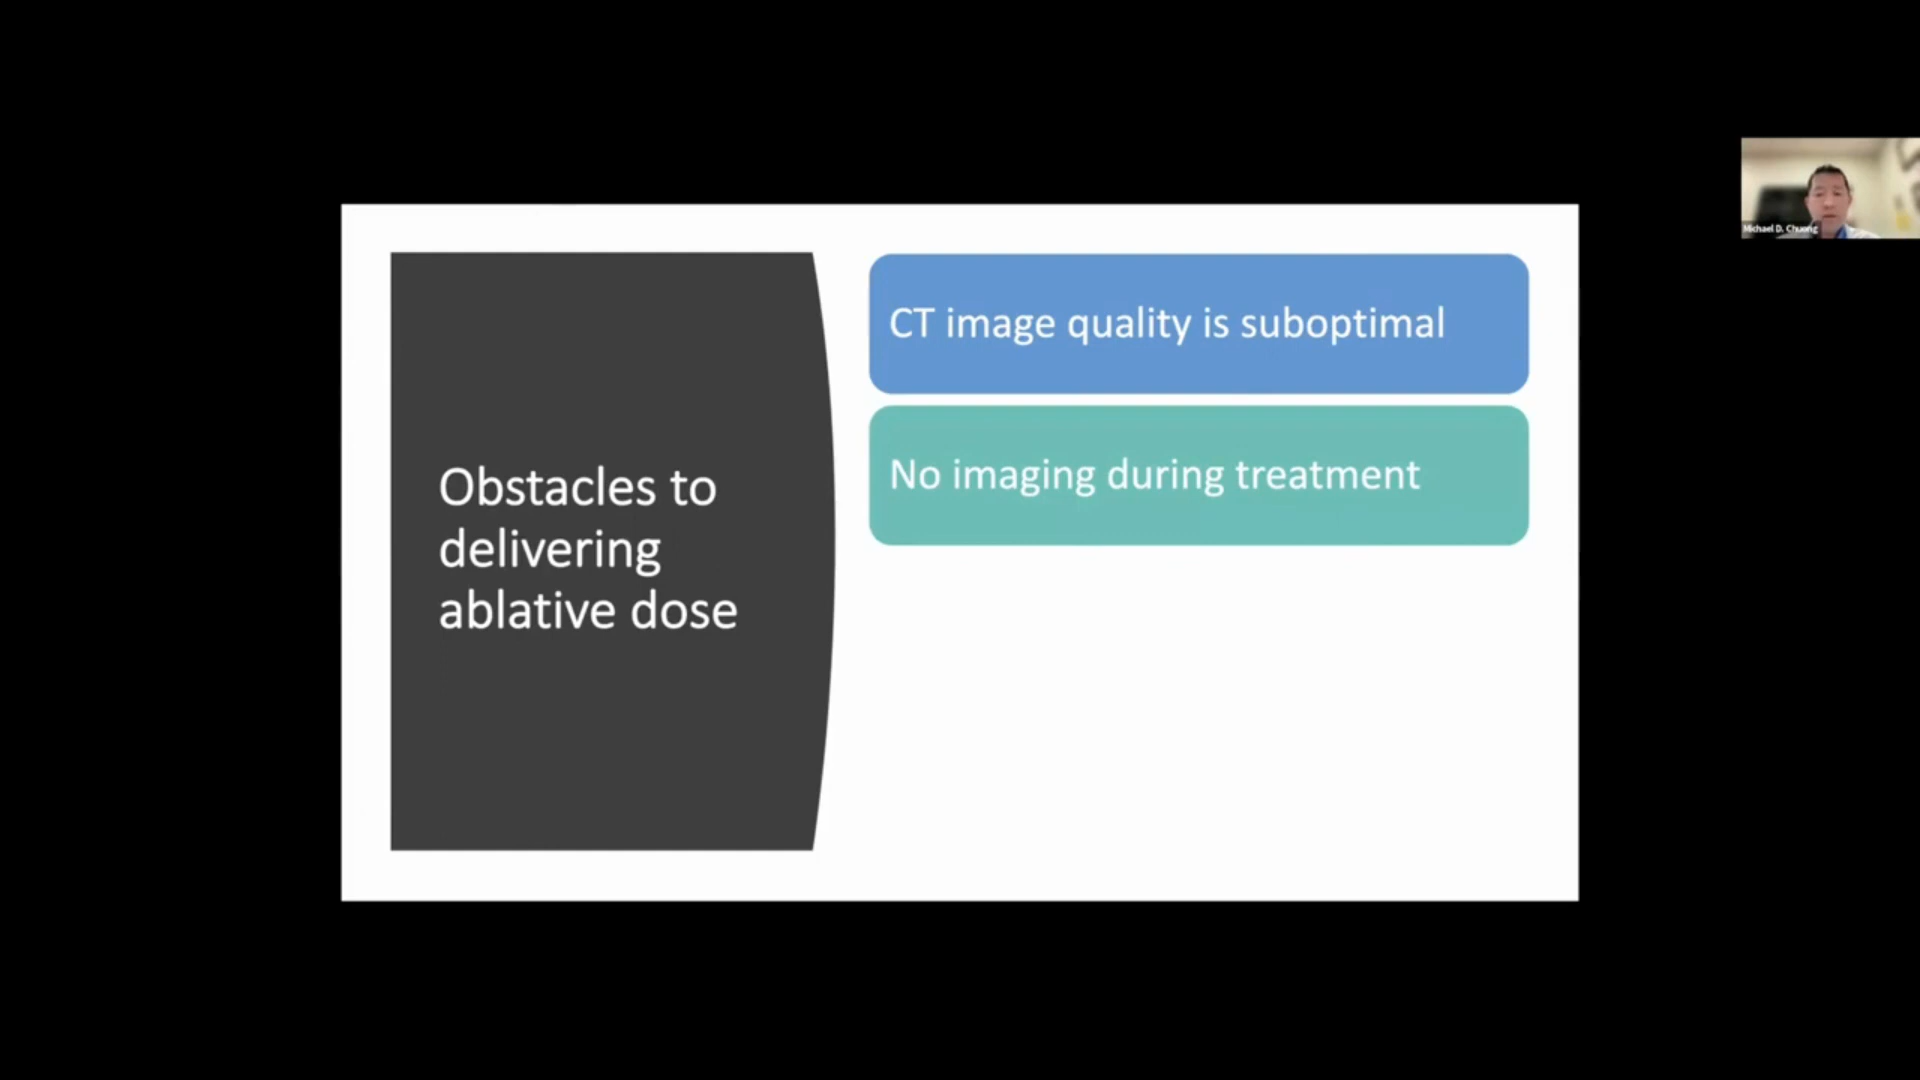 Obstacles to
delivering
ablative dose
CT image quality is suboptimal
No imaging during treatment
Michael D. Chuong